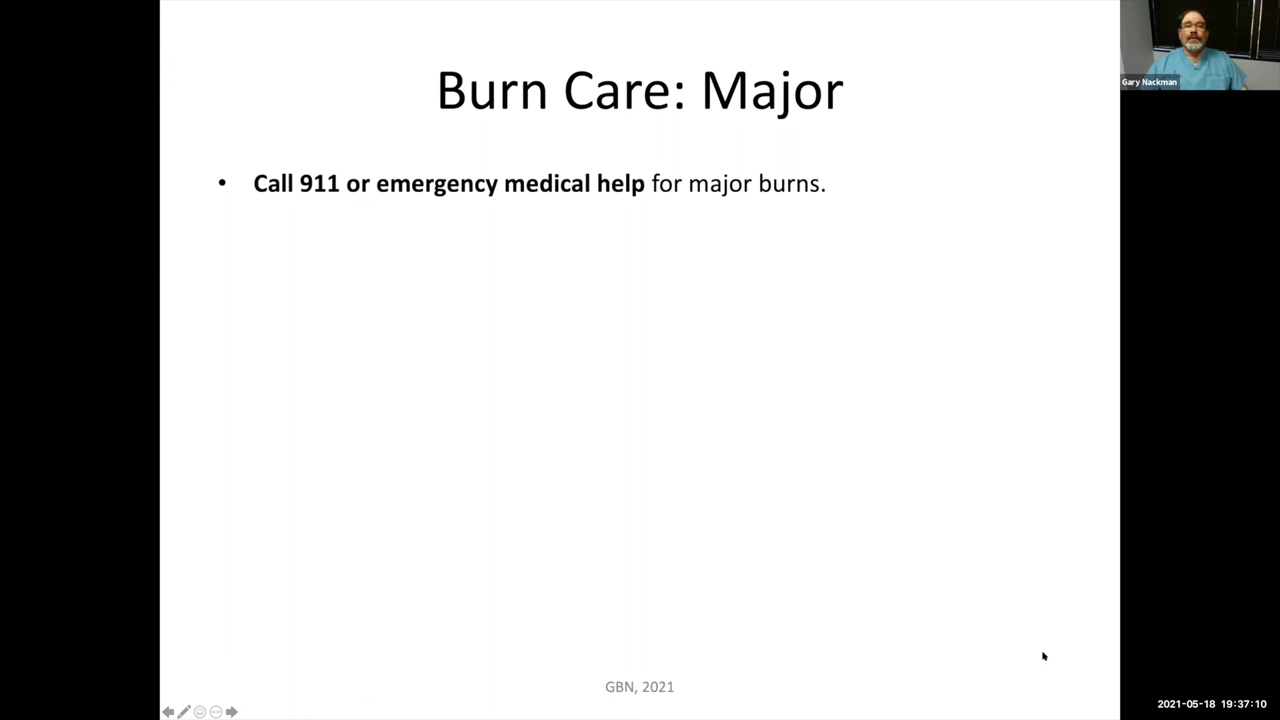 Burn Care: Major
Gary Nackman
• Call 911 or emergency medical help for major burns.
GBN, 2021
2021-05-18 19:37:10